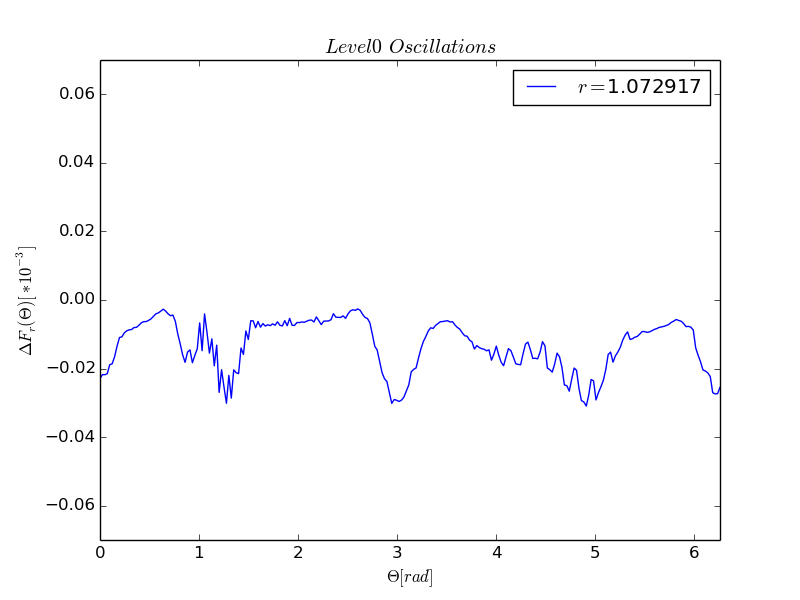 Level0 Oscillations
r=1.072917
0.06
0.04
0.02
0.00
−0.02
−0.04
−0.06
ΔF_r(Θ)[*10^{-3}]
0 1 2 3 4 5 6
Θ[rad]